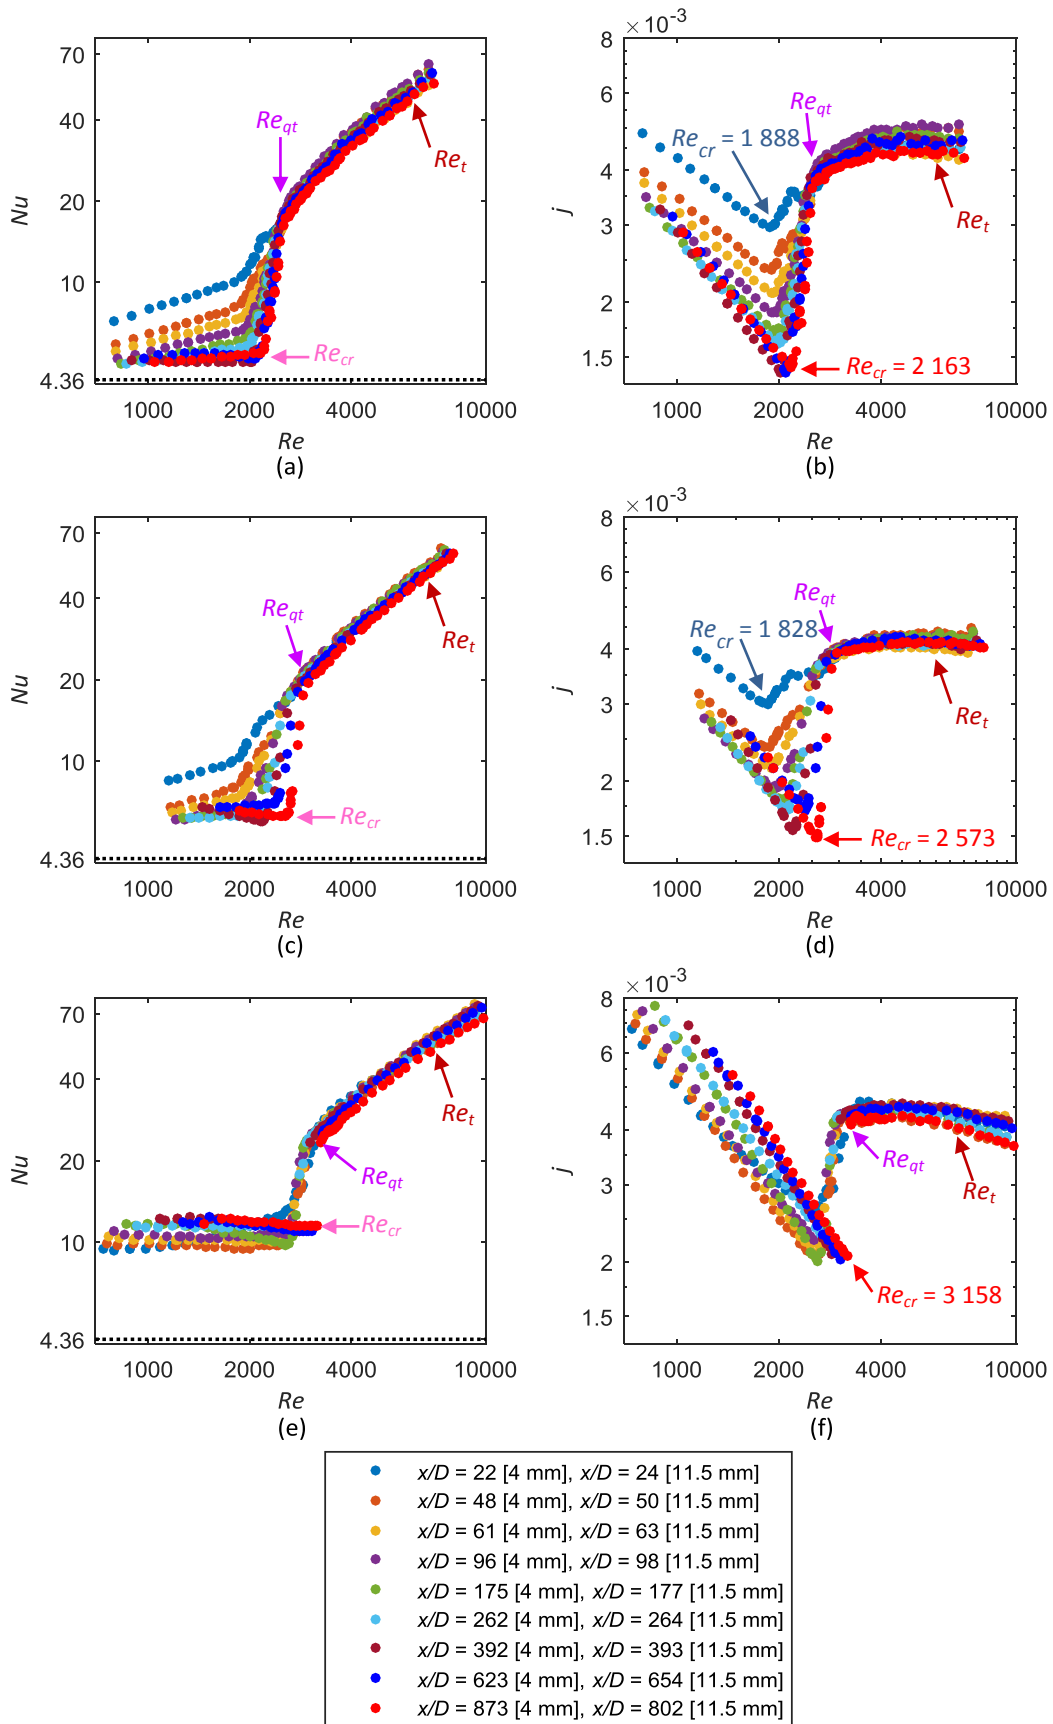 70
40
20
10
4.36
Nu
Re_qt
Re_t
Re_cr
1000 2000 4000 10000
Re
(a)
×10⁻³
8
6
4
3
2
1.5
j
Re_qt
Re_cr = 1 888
Re_t
Re_cr = 2 163
1000 2000 4000 10000
Re
(b)
70
40
20
10
4.36
Nu
Re_qt
Re_t
Re_cr
1000 2000 4000 10000
Re
(c)
×10⁻³
8
6
4
3
2
1.5
j
Re_qt
Re_cr = 1 828
Re_t
Re_cr = 2 573
1000 2000 4000 10000
Re
(d)
70
40
20
10
4.36
Nu
Re_t
Re_qt
Re_cr
1000 2000 4000 10000
Re
(e)
×10⁻³
8
6
4
3
2
1.5
j
Re_qt
Re_t
Re_cr = 3 158
1000 2000 4000 10000
Re
(f)
x/D = 22 [4 mm], x/D = 24 [11.5 mm]
x/D = 48 [4 mm], x/D = 50 [11.5 mm]
x/D = 61 [4 mm], x/D = 63 [11.5 mm]
x/D = 96 [4 mm], x/D = 98 [11.5 mm]
x/D = 175 [4 mm], x/D = 177 [11.5 mm]
x/D = 262 [4 mm], x/D = 264 [11.5 mm]
x/D = 392 [4 mm], x/D = 393 [11.5 mm]
x/D = 623 [4 mm], x/D = 654 [11.5 mm]
x/D = 873 [4 mm], x/D = 802 [11.5 mm]